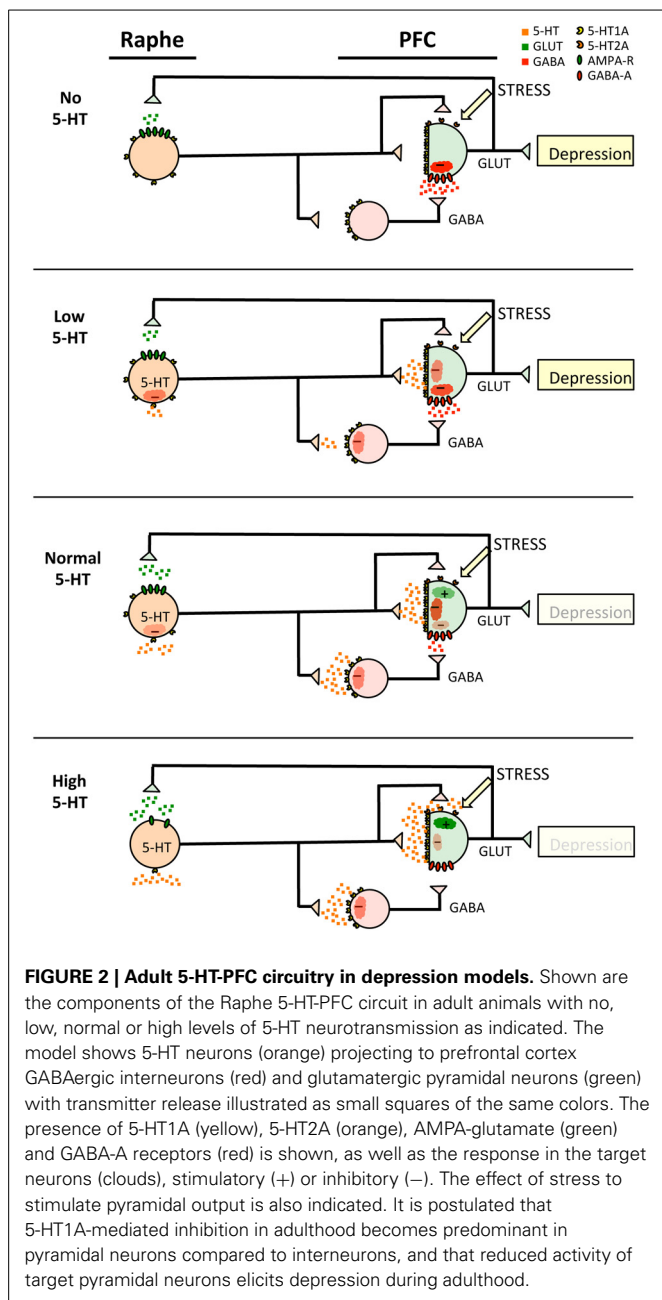 Raphe PFC
5-HT 5-HT1A
GLUT 5-HT2A
GABA AMPA-R
GABA-A
No
5-HT
STRESS
GLUT
Depression
GABA
Low
5-HT
STRESS
5-HT
GLUT
Depression
GABA
Normal
5-HT
STRESS
5-HT
GLUT
Depression
GABA
High
5-HT
STRESS
5-HT
GLUT
Depression
GABA
FIGURE 2 | Adult 5-HT-PFC circuitry in depression models. Shown are
the components of the Raphe 5-HT-PFC circuit in adult animals with no,
low, normal or high levels of 5-HT neurotransmission as indicated. The
model shows 5-HT neurons (orange) projecting to prefrontal cortex
GABAergic interneurons (red) and glutamatergic pyramidal neurons (green)
with transmitter release illustrated as small squares of the same colors. The
presence of 5-HT1A (yellow), 5-HT2A (orange), AMPA-glutamate (green)
and GABA-A receptors (red) is shown, as well as the response in the target
neurons (clouds), stimulatory (+) or inhibitory (−). The effect of stress to
stimulate pyramidal output is also indicated. It is postulated that
5-HT1A-mediated inhibition in adulthood becomes predominant in
pyramidal neurons compared to interneurons, and that reduced activity of
target pyramidal neurons elicits depression during adulthood.